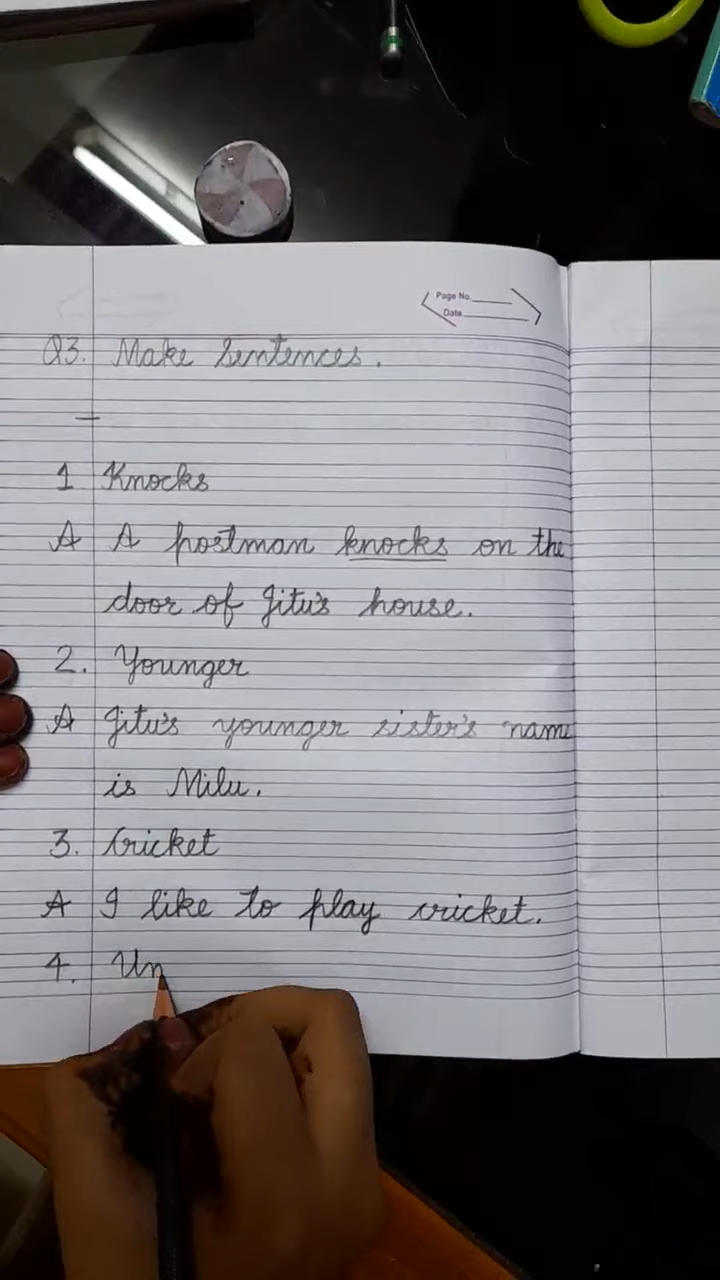 Page No.
Date
Q3. Make Sentences.
1 Knocks
A A postman knocks on the
door of Jitu's house.
2. Younger
A Jitu's younger sister's name
is Milu.
3. Cricket
A I like to play cricket.
4. Un